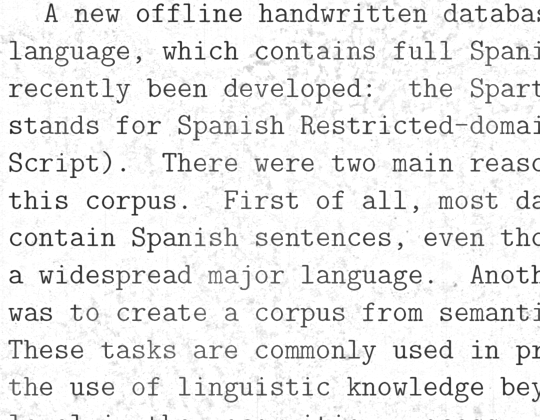 A new offline handwritten databas
language, which contains full Spani
recently been developed: the Spart
stands for Spanish Restricted-domai
Script). There were two main reaso
this corpus. First of all, most da
contain Spanish sentences, even tho
a widespread major language. Anoth
was to create a corpus from semanti
These tasks are commonly used in pr
the use of linguistic knowledge bey